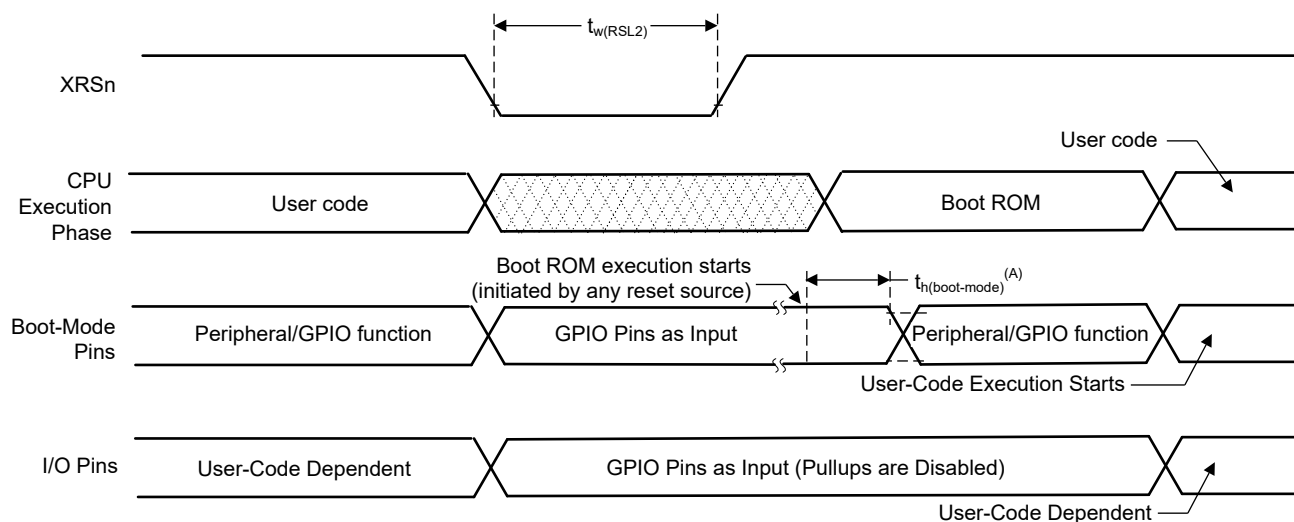 t_w(RSL2)
XRSn
User code
CPU
Execution
Phase
User code
Boot ROM
Boot ROM execution starts
(initiated by any reset source)
t_h(boot-mode)^(A)
Boot-Mode
Pins
Peripheral/GPIO function
GPIO Pins as Input
Peripheral/GPIO function
User-Code Execution Starts
I/O Pins
User-Code Dependent
GPIO Pins as Input (Pullups are Disabled)
User-Code Dependent